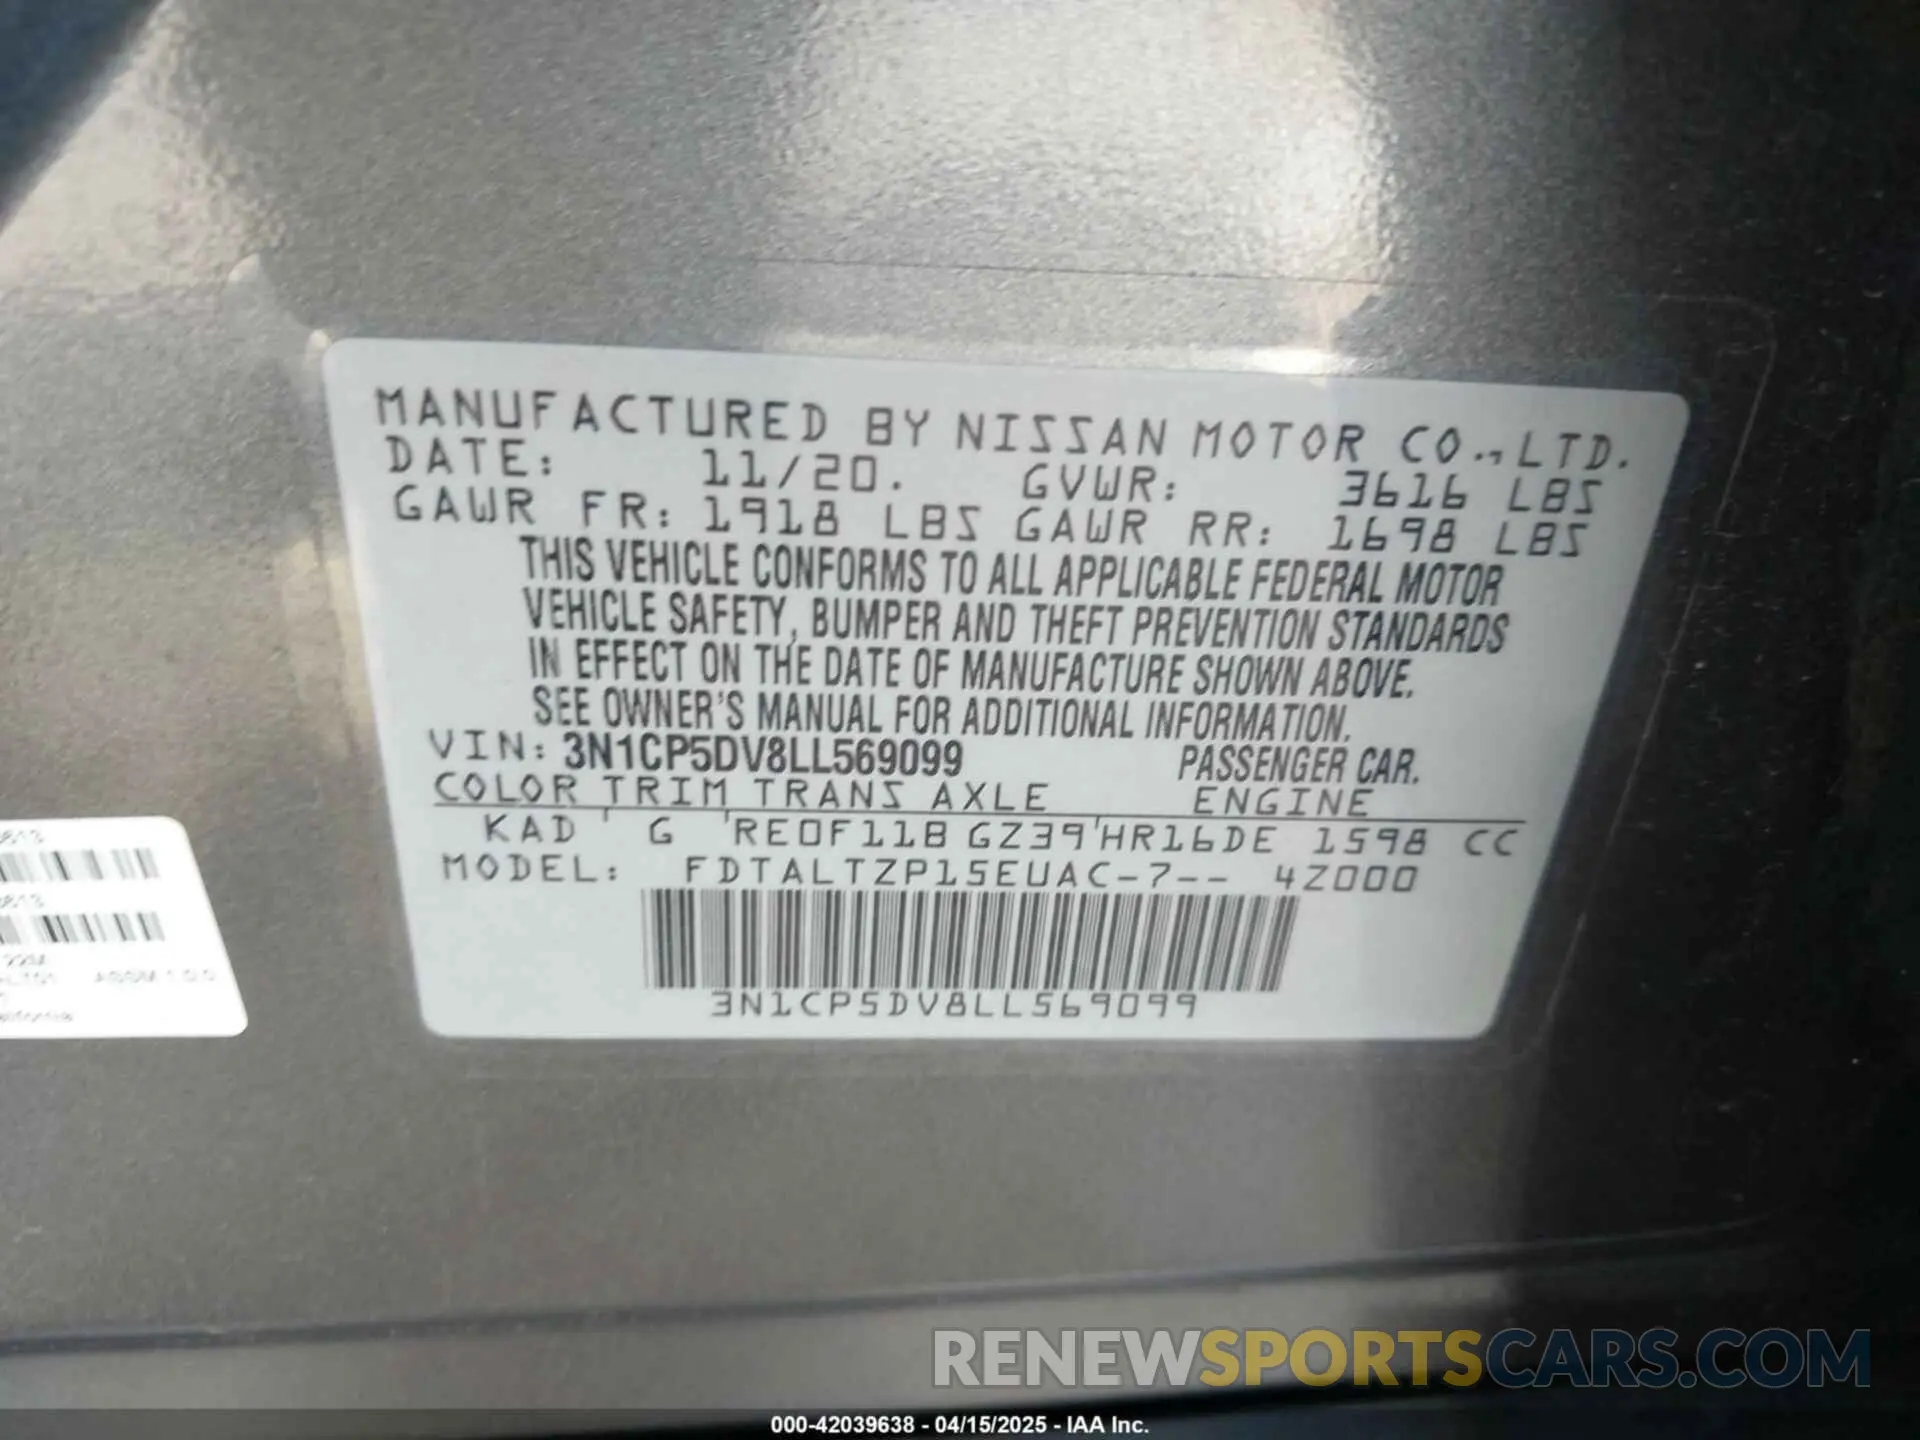 MANUFACTURED BY NISSAN MOTOR CO., LTD.
DATE: 11/20. GVWR: 3616 LBS
GAWR FR: 1918 LBS GAWR RR: 1698 LBS
THIS VEHICLE CONFORMS TO ALL APPLICABLE FEDERAL MOTOR
VEHICLE SAFETY, BUMPER AND THEFT PREVENTION STANDARDS
IN EFFECT ON THE DATE OF MANUFACTURE SHOWN ABOVE.
SEE OWNER'S MANUAL FOR ADDITIONAL INFORMATION.
VIN: 3N1CP5DV8LL569099 PASSENGER CAR.
COLOR TRIM TRANS AXLE ENGINE
KAD G RE0F11B GZ39 HR16DE 1598 CC
MODEL: FDTALTZP15EUAC-7-- 4Z000
3N1CP5DV8LL569099
ASSM 1.0.0
RENEWSPORTSCARS.COM
000-42039638 - 04/15/2025 - IAA Inc.